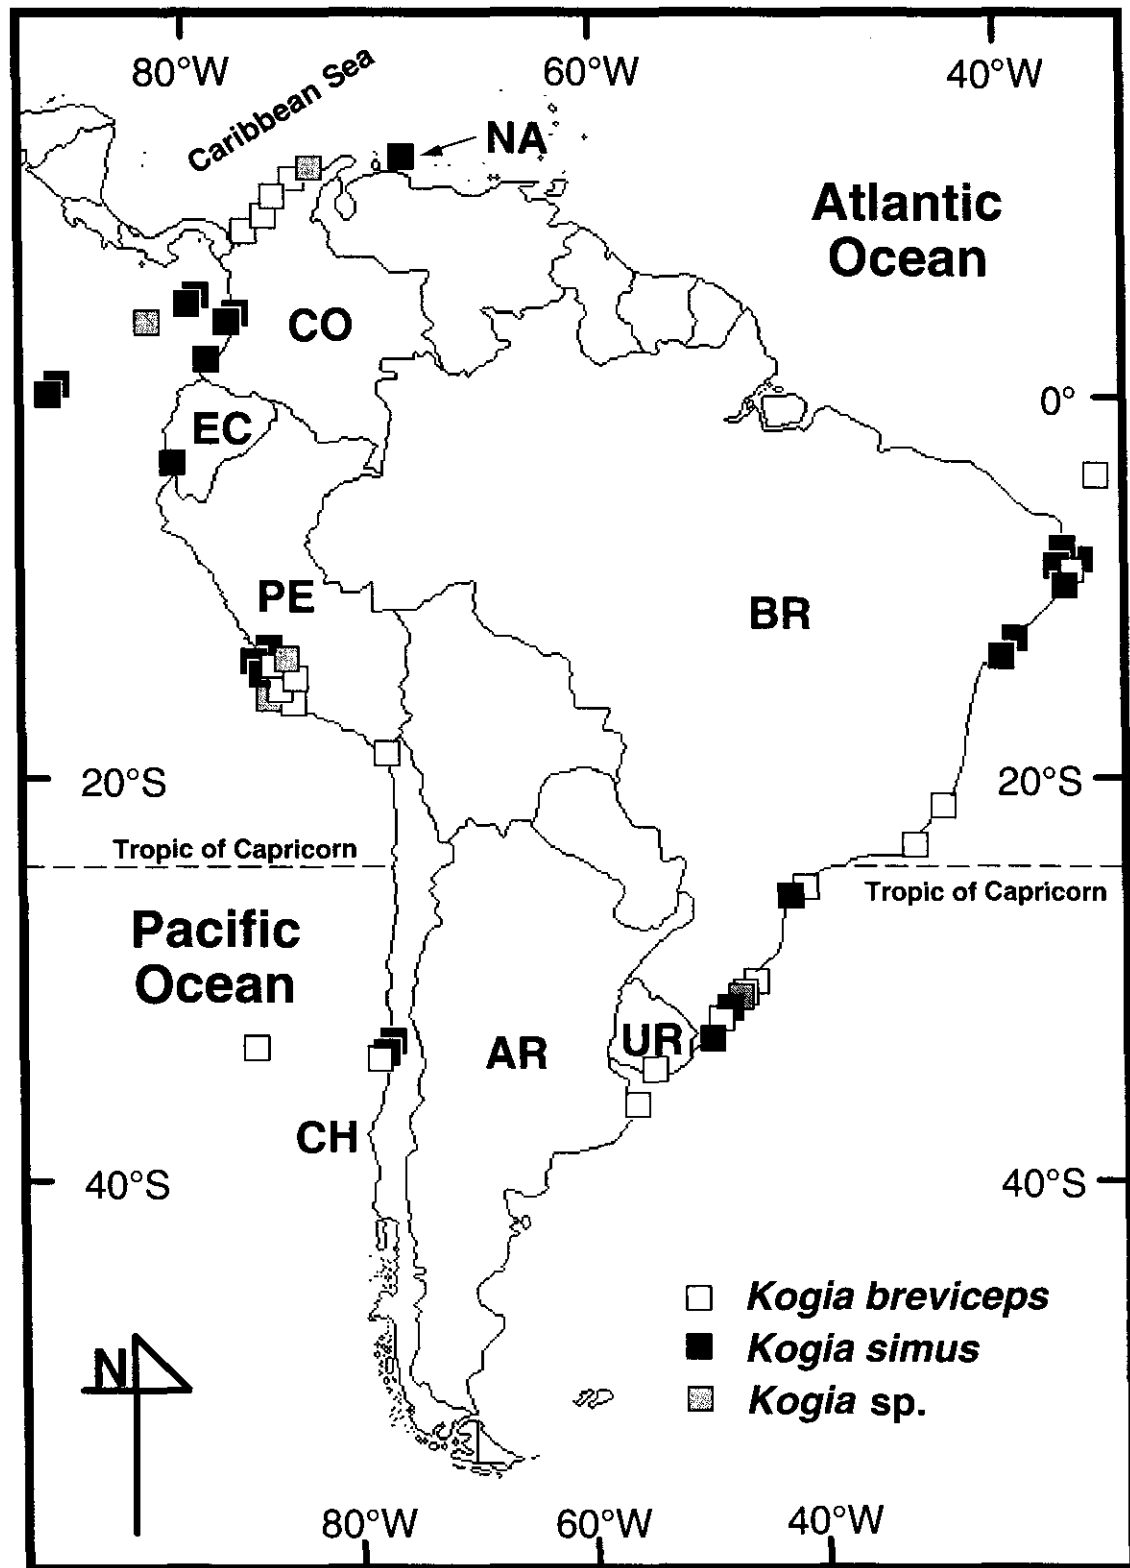 80°W
60°W
40°W
Caribbean Sea
NA
Atlantic
Ocean
CO
0°
EC
PE
BR
20°S
20°S
Tropic of Capricorn
Tropic of Capricorn
Pacific
Ocean
UR
AR
CH
40°S
40°S
Kogia breviceps
Kogia simus
Kogia sp.
N
80°W
60°W
40°W